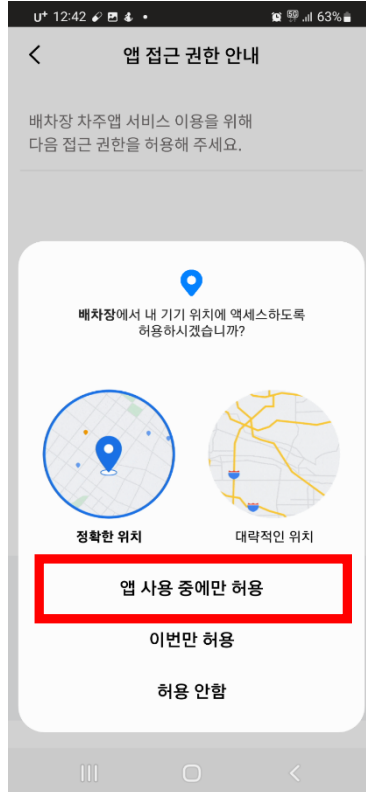 U+ 12:42
63%
앱 접근 권한 안내
배차장 차주앱 서비스 이용을 위해
다음 접근 권한을 허용해 주세요.
배차장에서 내 기기 위치에 액세스하도록
허용하시겠습니까?
정확한 위치
대략적인 위치
앱 사용 중에만 허용
이번만 허용
허용 안함